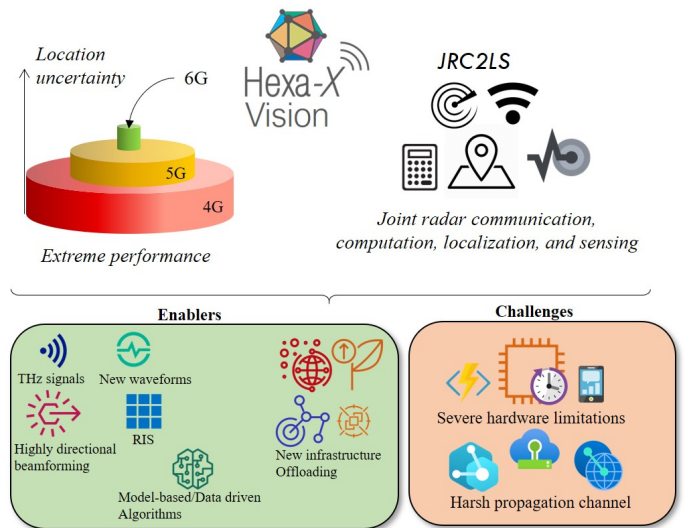 Location
uncertainty
6G
5G
4G
Extreme performance
Hexa-X
Vision
JRC2LS
Joint radar communication,
computation, localization, and sensing
Enablers
THz signals
New waveforms
Highly directional
beamforming
RIS
New infrastructure
Offloading
Model-based/Data driven
Algorithms
Challenges
Severe hardware limitations
Harsh propagation channel